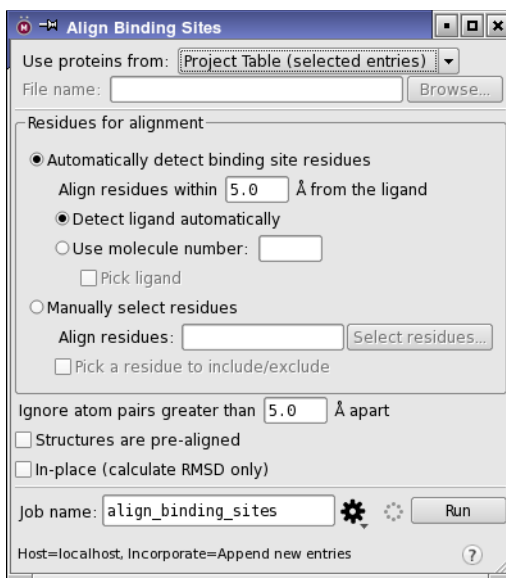 Align Binding Sites
Use proteins from: Project Table (selected entries)
File name: Browse...
Residues for alignment
Automatically detect binding site residues
Align residues within 5.0 Å from the ligand
Detect ligand automatically
Use molecule number:
Pick ligand
Manually select residues
Align residues: Select residues...
Pick a residue to include/exclude
Ignore atom pairs greater than 5.0 Å apart
Structures are pre-aligned
In-place (calculate RMSD only)
Job name: align_binding_sites Run
Host=localhost, Incorporate=Append new entries ?